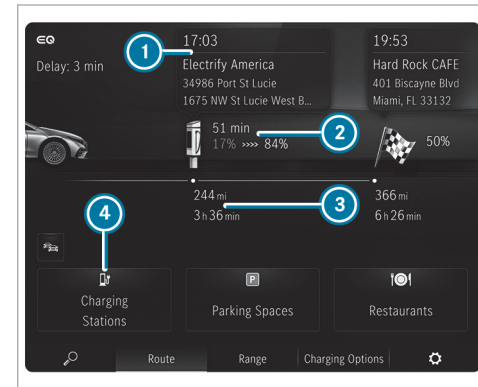 EQ
Delay: 3 min
17:03
Electrify America
34986 Port St Lucie
1675 NW St Lucie West B...
19:53
Hard Rock CAFE
401 Biscayne Blvd
Miami, FL 33132
1
51 min
17% »»» 84%
2
50%
244 mi
3 h 36 min
3
366 mi
6 h 26 min
4
Charging
Stations
P
Parking Spaces
Restaurants
Route
Range
Charging Options